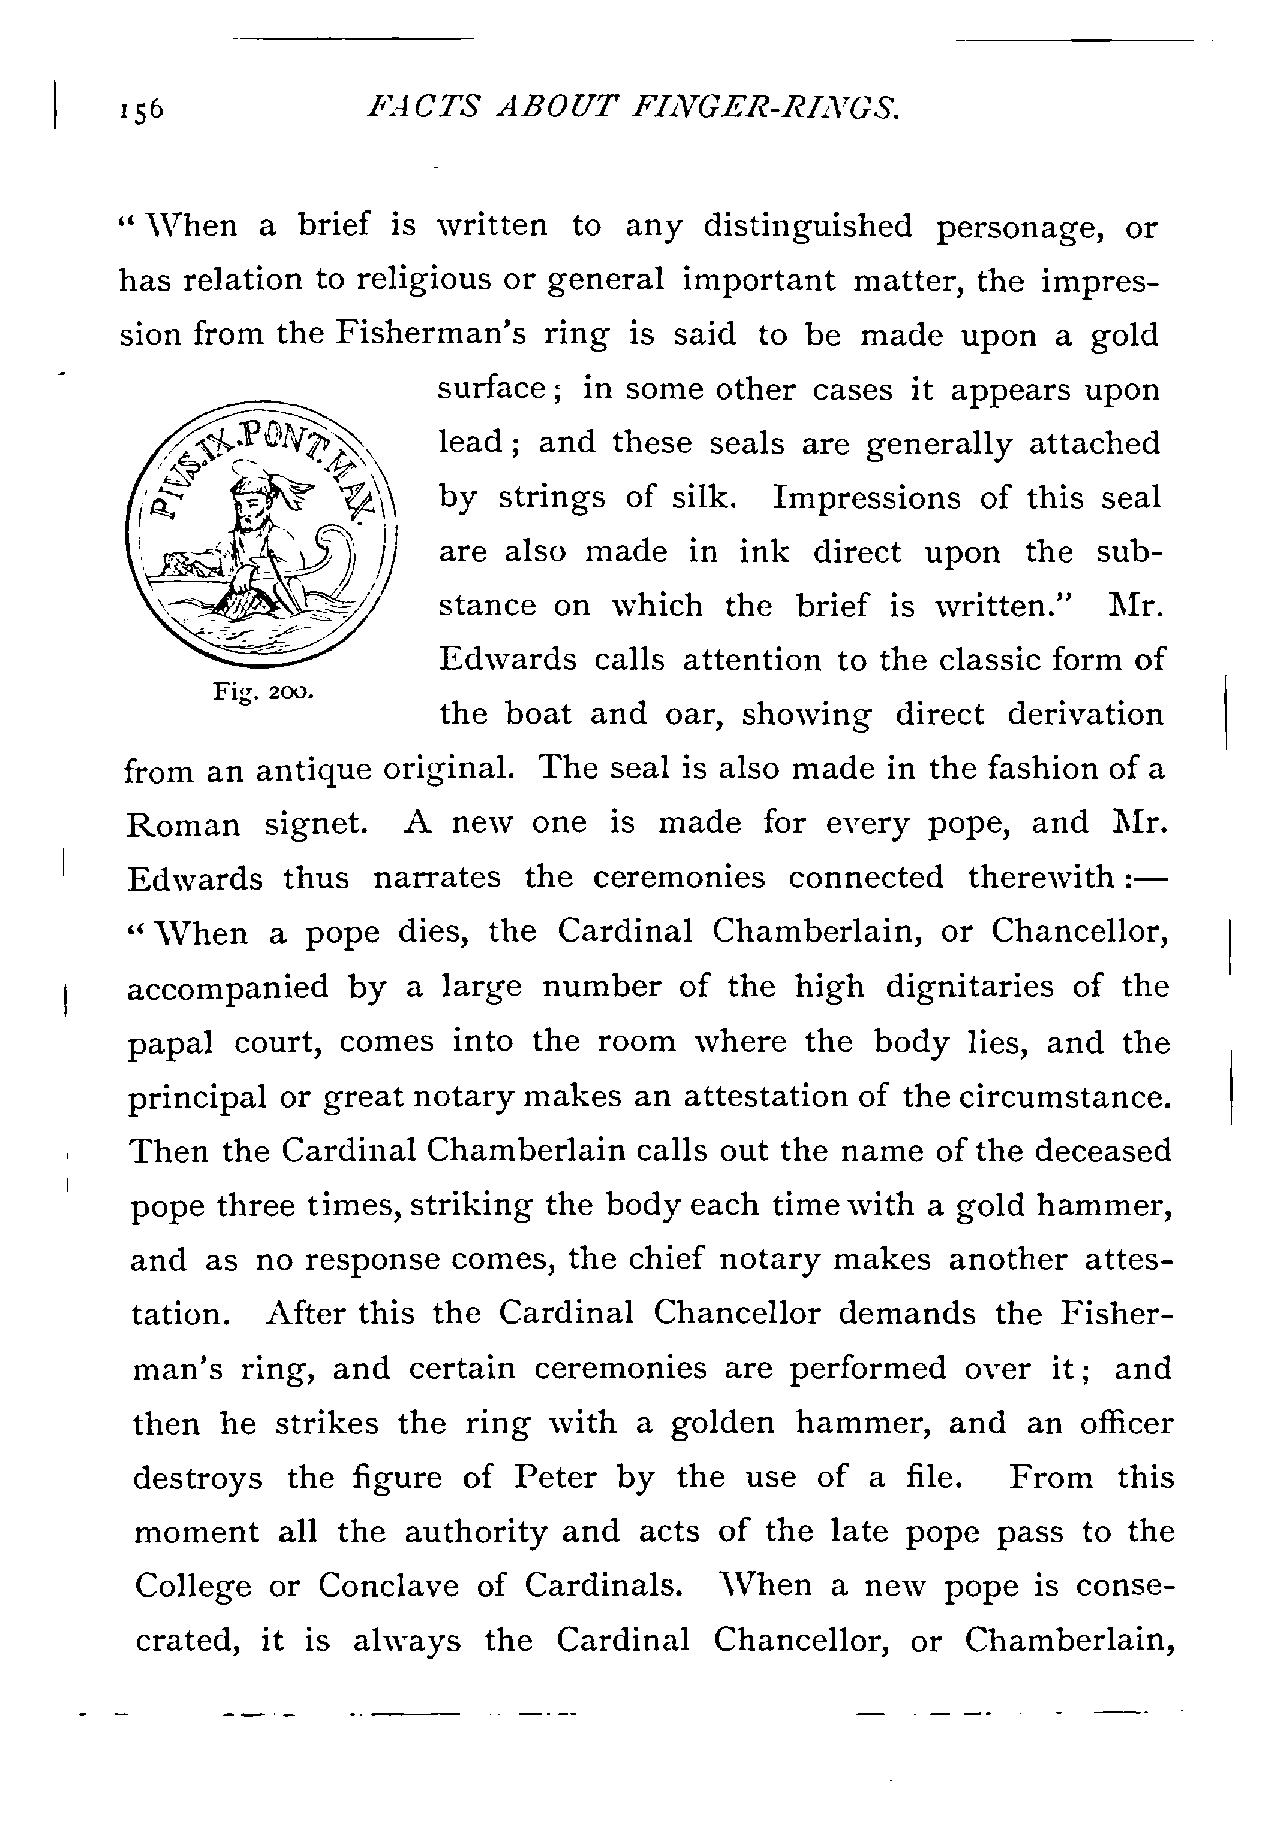 156 FACTS ABOUT FINGER-RINGS.
“ When a brief is written to any distinguished personage, or
has relation to religious or general important matter, the impres-
sion from the Fisherman’s ring is said to be made upon a gold
surface ; in some other cases it appears upon
lead ; and these seals are generally attached
by strings of silk. Impressions of this seal
are also made in ink direct upon the sub-
stance on which the brief is written.” Mr.
Edwards calls attention to the classic form of
the boat and oar, showing direct derivation
PIUS.IX.PONT.MAX.
Fig. 200.
from an antique original. The seal is also made in the fashion of a
Roman signet. A new one is made for every pope, and Mr.
Edwards thus narrates the ceremonies connected therewith :—
“ When a pope dies, the Cardinal Chamberlain, or Chancellor,
accompanied by a large number of the high dignitaries of the
papal court, comes into the room where the body lies, and the
principal or great notary makes an attestation of the circumstance.
Then the Cardinal Chamberlain calls out the name of the deceased
pope three times, striking the body each time with a gold hammer,
and as no response comes, the chief notary makes another attes-
tation. After this the Cardinal Chancellor demands the Fisher-
man’s ring, and certain ceremonies are performed over it ; and
then he strikes the ring with a golden hammer, and an officer
destroys the figure of Peter by the use of a file. From this
moment all the authority and acts of the late pope pass to the
College or Conclave of Cardinals. When a new pope is conse-
crated, it is always the Cardinal Chancellor, or Chamberlain,